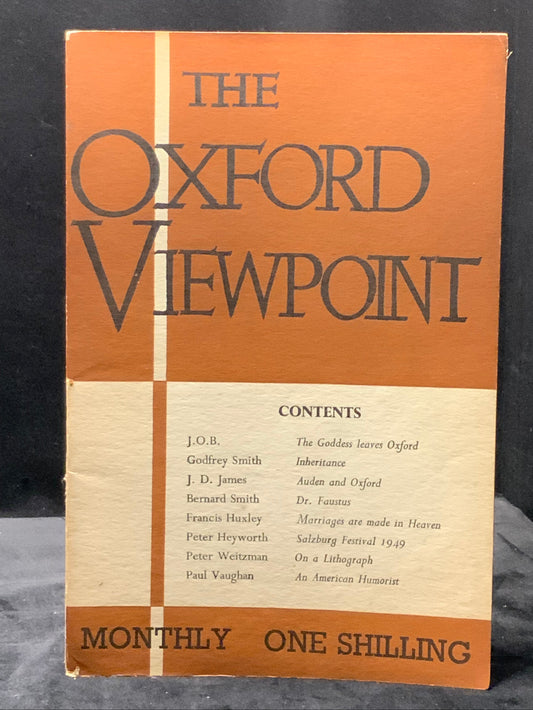 THE
OXFORD
VIEWPOINT
CONTENTS
J.O.B. The Goddess leaves Oxford
Godfrey Smith Inheritance
J. D. James Auden and Oxford
Bernard Smith Dr. Faustus
Francis Huxley Marriages are made in Heaven
Peter Heyworth Salzburg Festival 1949
Peter Weitzman On a Lithograph
Paul Vaughan An American Humorist
MONTHLY ONE SHILLING